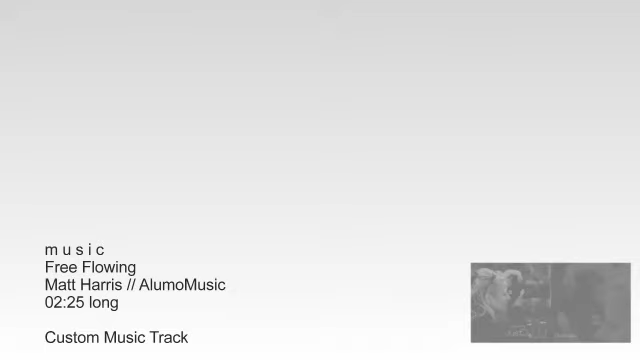 m u s i c
Free Flowing
Matt Harris // AlumoMusic
02:25 long
Custom Music Track